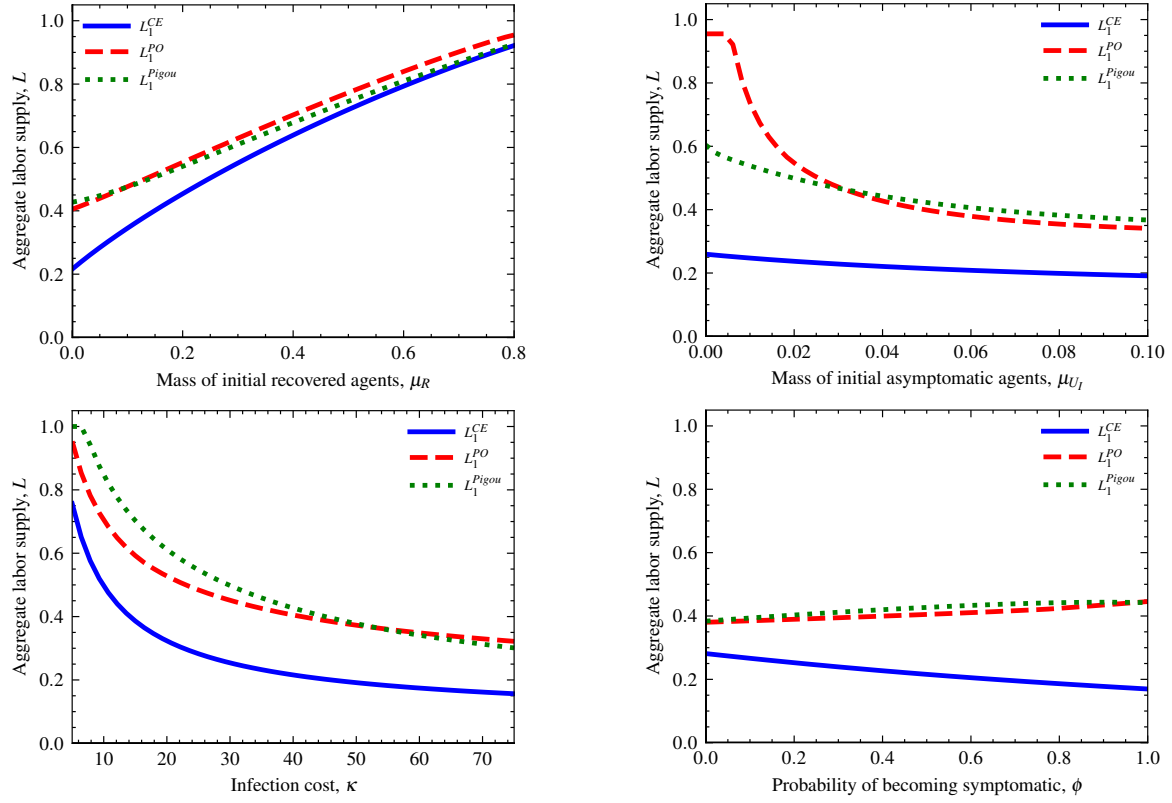 1.0
0.8
0.6
0.4
0.2
0.0
Aggregate labor supply, L
L_1^{CE}
L_1^{PO}
L_1^{Pigou}
0.0 0.2 0.4 0.6 0.8
Mass of initial recovered agents, μ_R
1.0
0.8
0.6
0.4
0.2
0.0
Aggregate labor supply, L
L_1^{CE}
L_1^{PO}
L_1^{Pigou}
0.00 0.02 0.04 0.06 0.08 0.10
Mass of initial asymptomatic agents, μ_{U_I}
1.0
0.8
0.6
0.4
0.2
0.0
Aggregate labor supply, L
L_1^{CE}
L_1^{PO}
L_1^{Pigou}
10 20 30 40 50 60 70
Infection cost, κ
1.0
0.8
0.6
0.4
0.2
0.0
Aggregate labor supply, L
L_1^{CE}
L_1^{PO}
L_1^{Pigou}
0.0 0.2 0.4 0.6 0.8 1.0
Probability of becoming symptomatic, ϕ